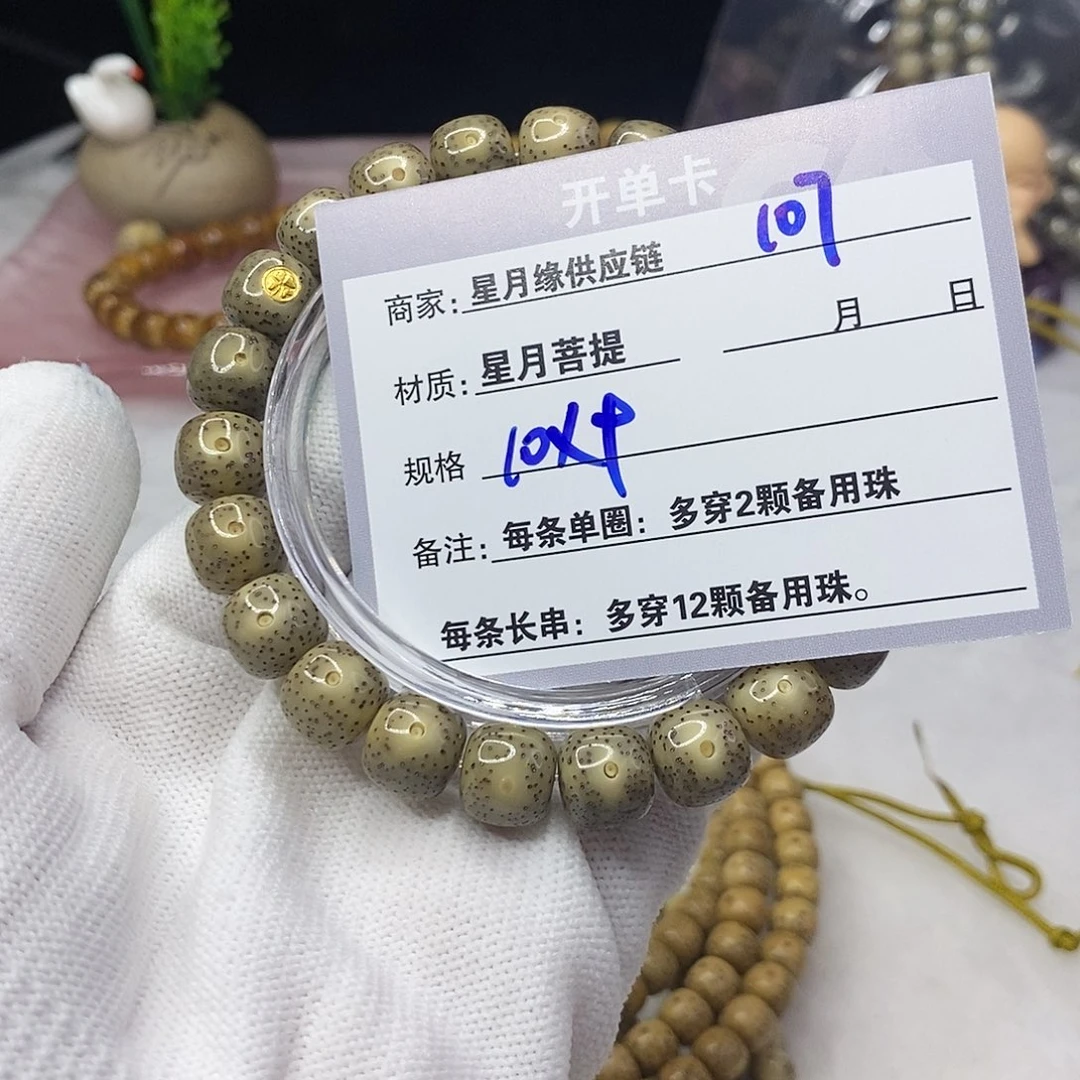 开单卡
107
商家：星月缘供应链
月 日
材质：星月菩提
规格 10X9
备注：每条单圈：多穿2颗备用珠
每条长串：多穿12颗备用珠。